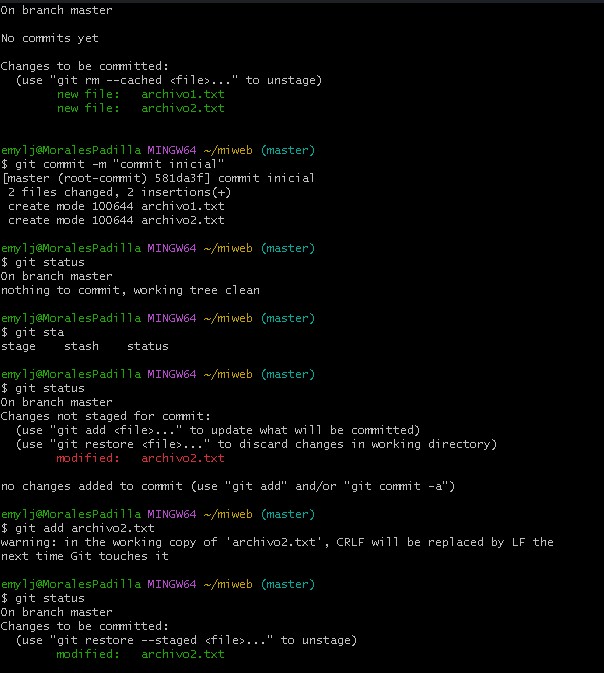 On branch master
No commits yet
Changes to be committed:
  (use "git rm --cached <file>..." to unstage)
        new file:   archivo1.txt
        new file:   archivo2.txt
emylj@MoralesPadilla MINGW64 ~/miweb (master)
$ git commit -m "commit inicial"
[master (root-commit) 581da3f] commit inicial
 2 files changed, 2 insertions(+)
 create mode 100644 archivo1.txt
 create mode 100644 archivo2.txt
emylj@MoralesPadilla MINGW64 ~/miweb (master)
$ git status
On branch master
nothing to commit, working tree clean
emylj@MoralesPadilla MINGW64 ~/miweb (master)
$ git sta
stage    stash    status
emylj@MoralesPadilla MINGW64 ~/miweb (master)
$ git status
On branch master
Changes not staged for commit:
  (use "git add <file>..." to update what will be committed)
  (use "git restore <file>..." to discard changes in working directory)
        modified:   archivo2.txt
no changes added to commit (use "git add" and/or "git commit -a")
emylj@MoralesPadilla MINGW64 ~/miweb (master)
$ git add archivo2.txt
warning: in the working copy of 'archivo2.txt', CRLF will be replaced by LF the
next time Git touches it
emylj@MoralesPadilla MINGW64 ~/miweb (master)
$ git status
On branch master
Changes to be committed:
  (use "git restore --staged <file>..." to unstage)
        modified:   archivo2.txt